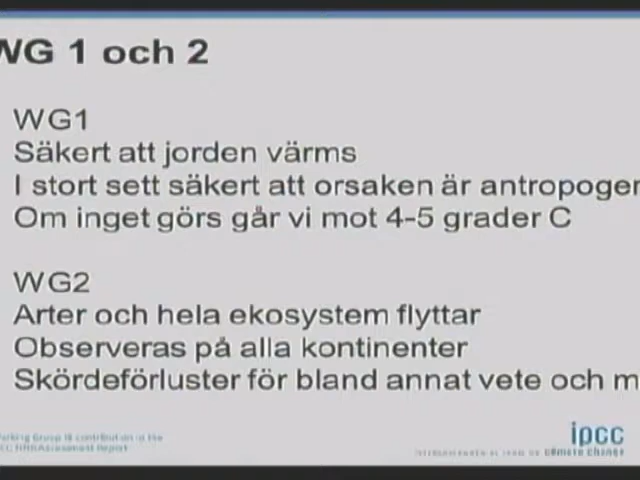 WG 1 och 2
WG1
Säkert att jorden värms
I stort sett säkert att orsaken är antropogen
Om inget görs går vi mot 4-5 grader C
WG2
Arter och hela ekosystem flyttar
Observeras på alla kontinenter
Skördeförluster för bland annat vete och m
ipcc
climate change